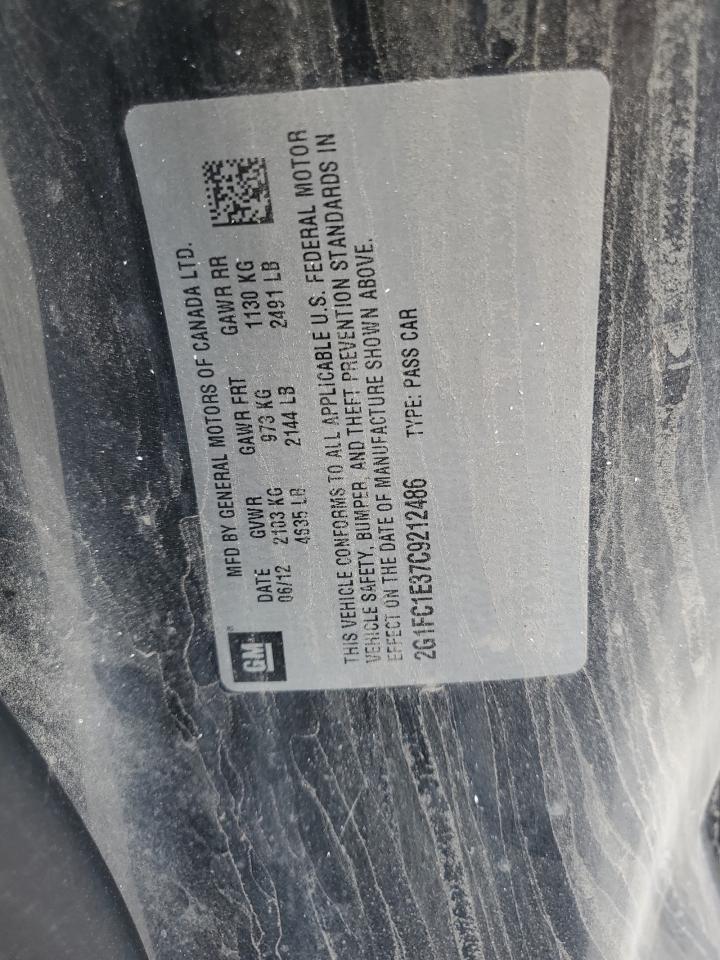 GM
MFD BY GENERAL MOTORS OF CANADA LTD.
DATE GVWR GAWR FRT GAWR RR
06/12 2103 KG 973 KG 1130 KG
4635 LB 2144 LB 2491 LB
THIS VEHICLE CONFORMS TO ALL APPLICABLE U.S. FEDERAL MOTOR
VEHICLE SAFETY, BUMPER, AND THEFT PREVENTION STANDARDS IN
EFFECT ON THE DATE OF MANUFACTURE SHOWN ABOVE.
2G1FC1E37C9212486 TYPE: PASS CAR